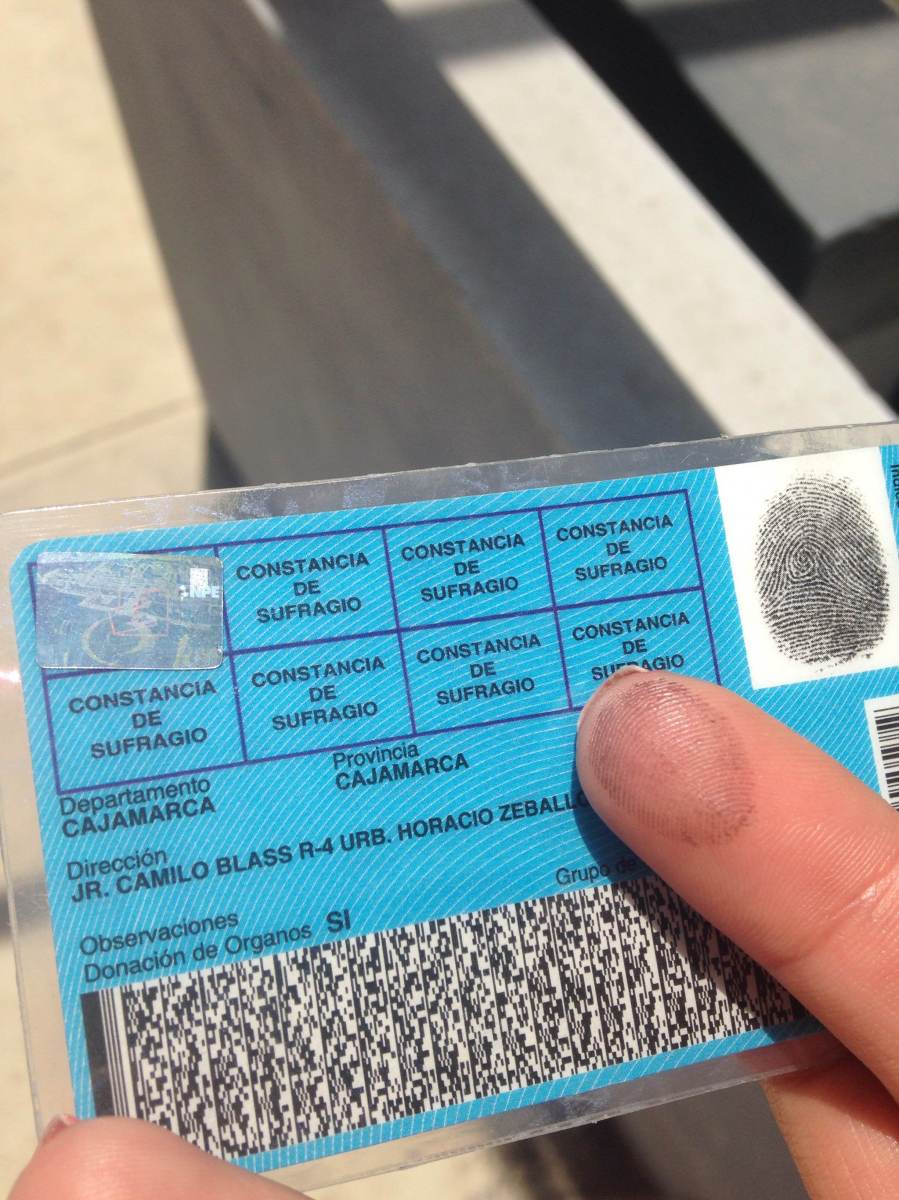 NPE
CONSTANCIA
DE
SUFRAGIO
CONSTANCIA
DE
SUFRAGIO
CONSTANCIA
DE
SUFRAGIO
CONSTANCIA
DE
SUFRAGIO
CONSTANCIA
DE
SUFRAGIO
CONSTANCIA
DE
SUFRAGIO
CONSTANCIA
DE
SUFRAGIO
Departamento
CAJAMARCA
Provincia
CAJAMARCA
Dirección
JR. CAMILO BLASS R-4 URB. HORACIO
Observaciones
Donación de Organos SI
Grupo de